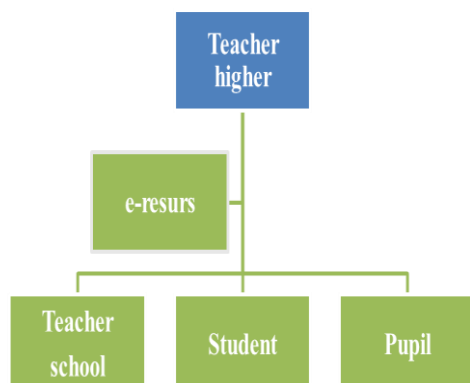 Teacher
higher
e-resurs
Teacher
school
Student
Pupil